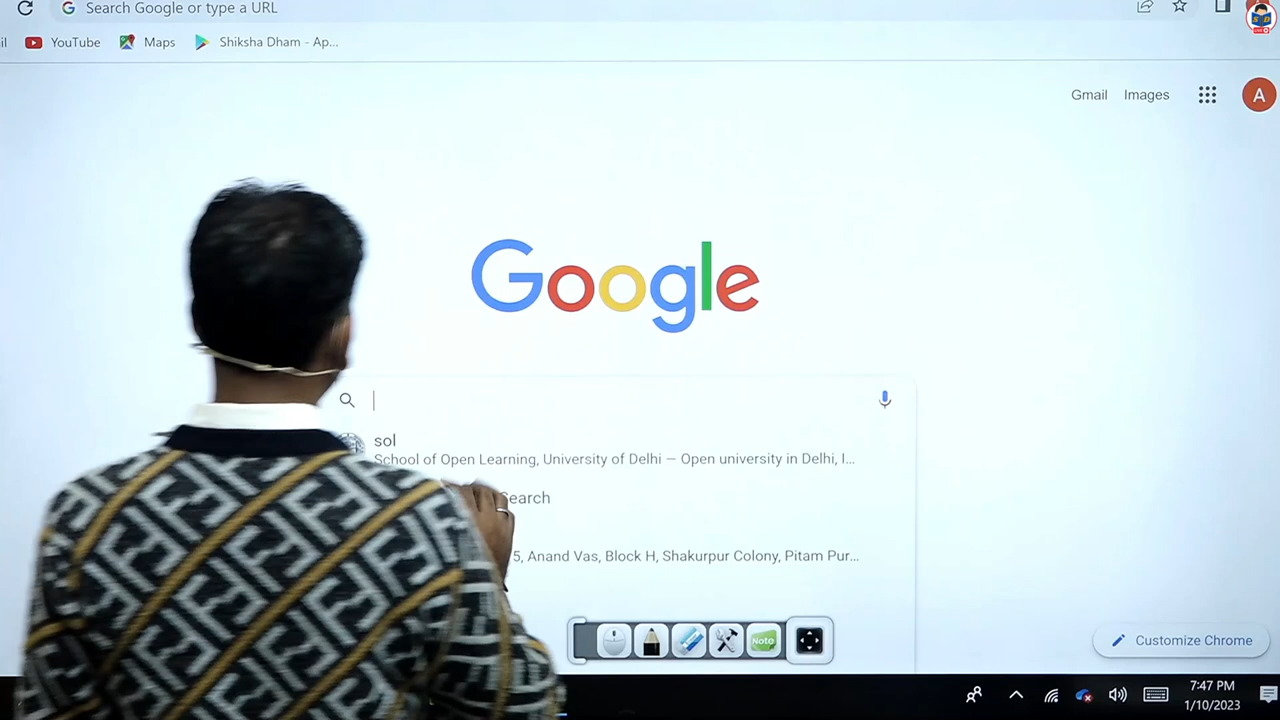 Search Google or type a URL
il YouTube Maps Shiksha Dham - Ap...
Gmail Images A
Google
sol
School of Open Learning, University of Delhi — Open university in Delhi, I...
Search
5, Anand Vas, Block H, Shakurpur Colony, Pitam Pur...
Note
Customize Chrome
7:47 PM
1/10/2023